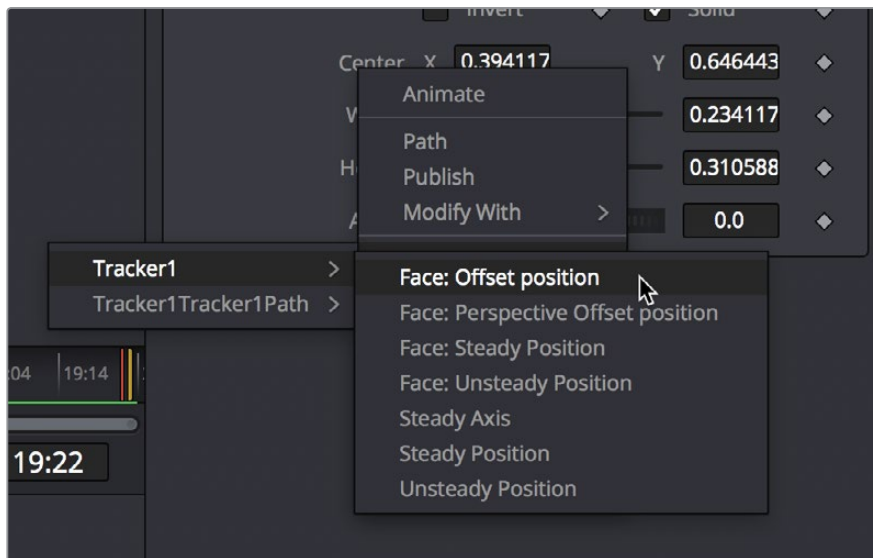 Invert Solid
Center X 0.394117 Y 0.646443
Animate
0.234117
Path
Publish
0.310588
Modify With >
0.0
Tracker1 >
Tracker1Tracker1Path >
Face: Offset position
Face: Perspective Offset position
Face: Steady Position
Face: Unsteady Position
Steady Axis
Steady Position
Unsteady Position
:04 19:14
19:22